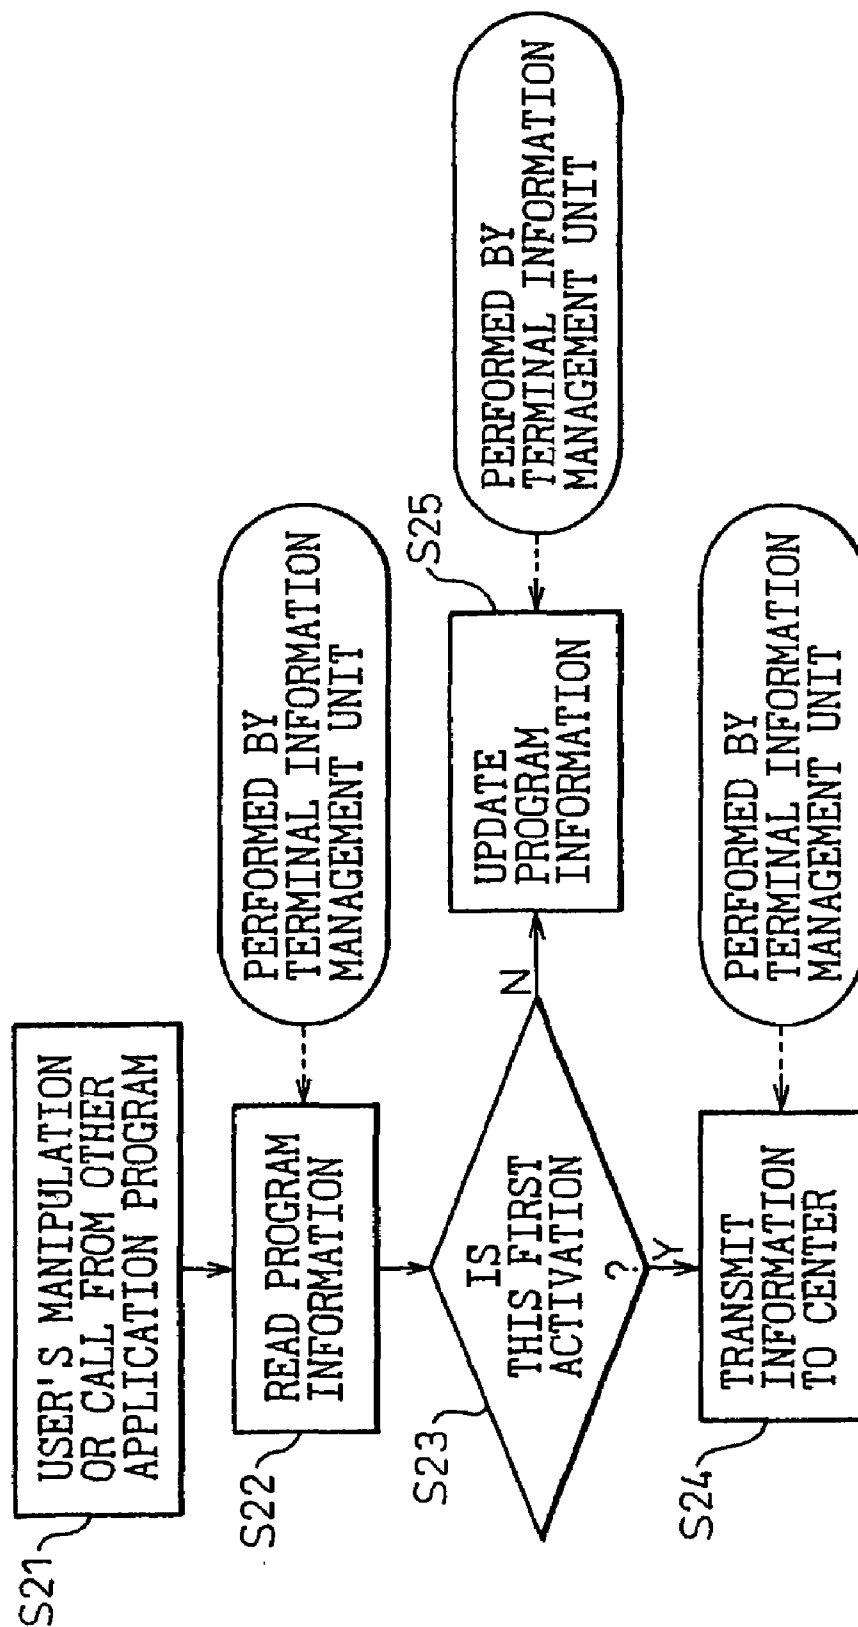 S21
USER'S MANIPULATION
OR CALL FROM OTHER
APPLICATION PROGRAM
S22
READ PROGRAM
INFORMATION
PERFORMED BY
TERMINAL INFORMATION
MANAGEMENT UNIT
S23
IS
THIS FIRST
ACTIVATION
?
N
Y
S25
UPDATE
PROGRAM
INFORMATION
PERFORMED BY
TERMINAL INFORMATION
MANAGEMENT UNIT
S24
TRANSMIT
INFORMATION
TO CENTER
PERFORMED BY
TERMINAL INFORMATION
MANAGEMENT UNIT